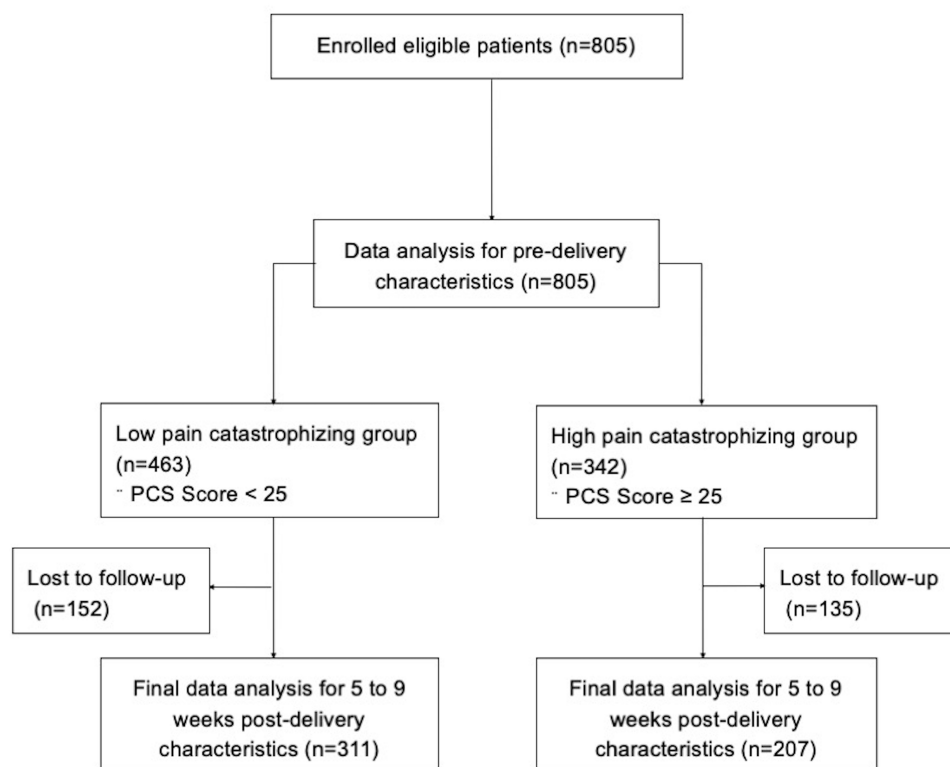 Enrolled eligible patients (n=805)
Data analysis for pre-delivery
characteristics (n=805)
Low pain catastrophizing group
(n=463)
¨ PCS Score < 25
High pain catastrophizing group
(n=342)
¨ PCS Score ≥ 25
Lost to follow-up
(n=152)
Lost to follow-up
(n=135)
Final data analysis for 5 to 9
weeks post-delivery
characteristics (n=311)
Final data analysis for 5 to 9
weeks post-delivery
characteristics (n=207)